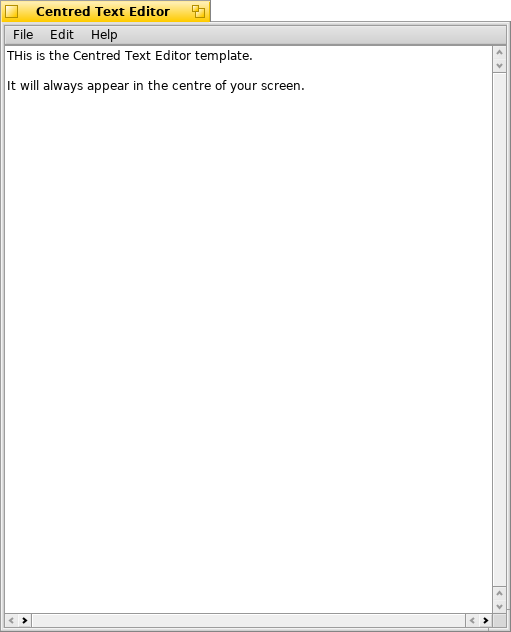 Centred Text Editor
File Edit Help
THis is the Centred Text Editor template.
It will always appear in the centre of your screen.